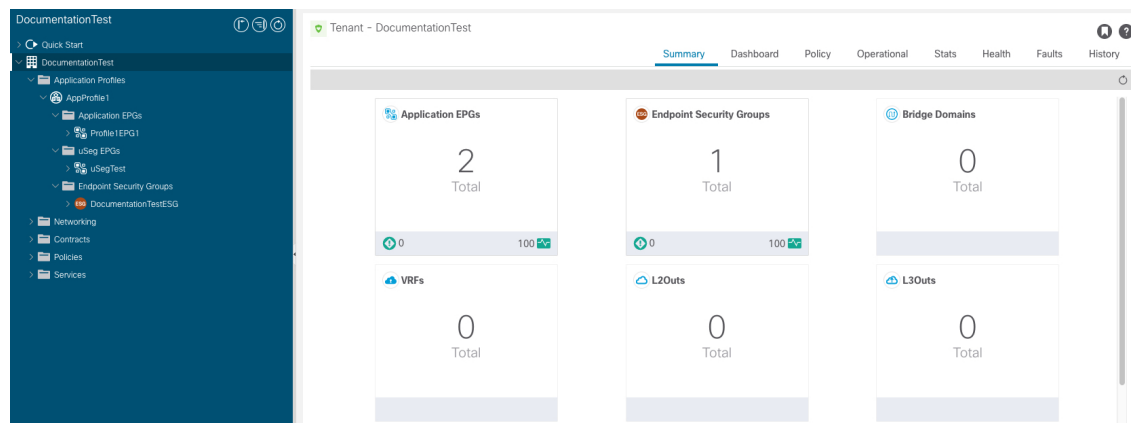 DocumentationTest
Quick Start
DocumentationTest
Application Profiles
AppProfile1
Application EPGs
Profile1EPG1
uSeg EPGs
uSegTest
Endpoint Security Groups
ESG DocumentationTestESG
Networking
Contracts
Policies
Services
Tenant - DocumentationTest
?
Summary Dashboard Policy Operational Stats Health Faults History
Application EPGs
2
Total
0 100
ESG Endpoint Security Groups
1
Total
0 100
Bridge Domains
0
Total
VRFs
0
Total
L2Outs
0
Total
L3Outs
0
Total